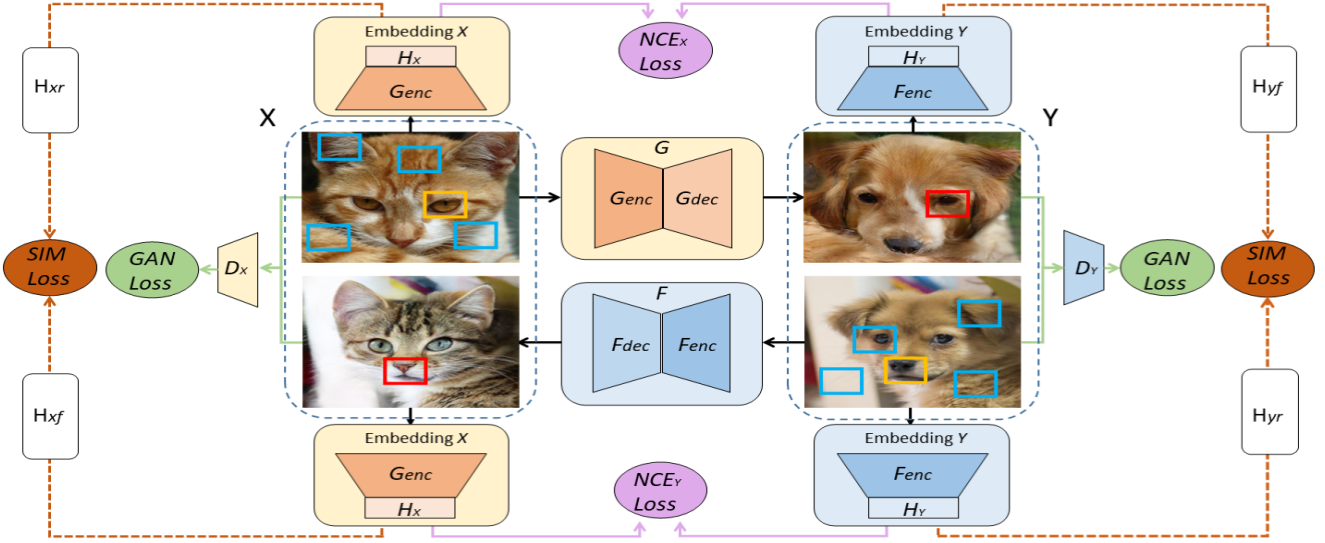 Embedding X
Hx
Genc
NCEx
Loss
Embedding Y
HY
Fenc
Hxr
Hyf
X
Y
G
Genc
Gdec
SIM
Loss
GAN
Loss
DX
DY
GAN
Loss
SIM
Loss
F
Fdec
Fenc
Hxf
Hyr
Embedding X
Genc
HX
NCEY
Loss
Embedding Y
Fenc
HY